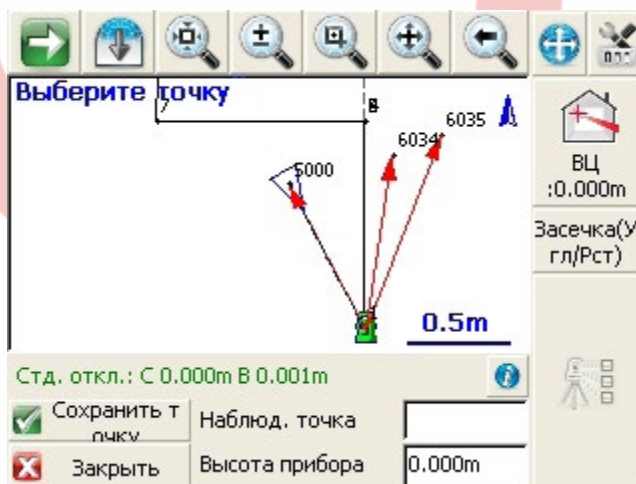 Выберите точку
7
6035
6034
5000
0.5m
ВЦ
:0.000m
Засечка(У
гл/Рст)
Стд. откл.: С 0.000m В 0.001m
Сохранить т
очку
Наблюд. точка
Закрыть
Высота прибора
0.000m